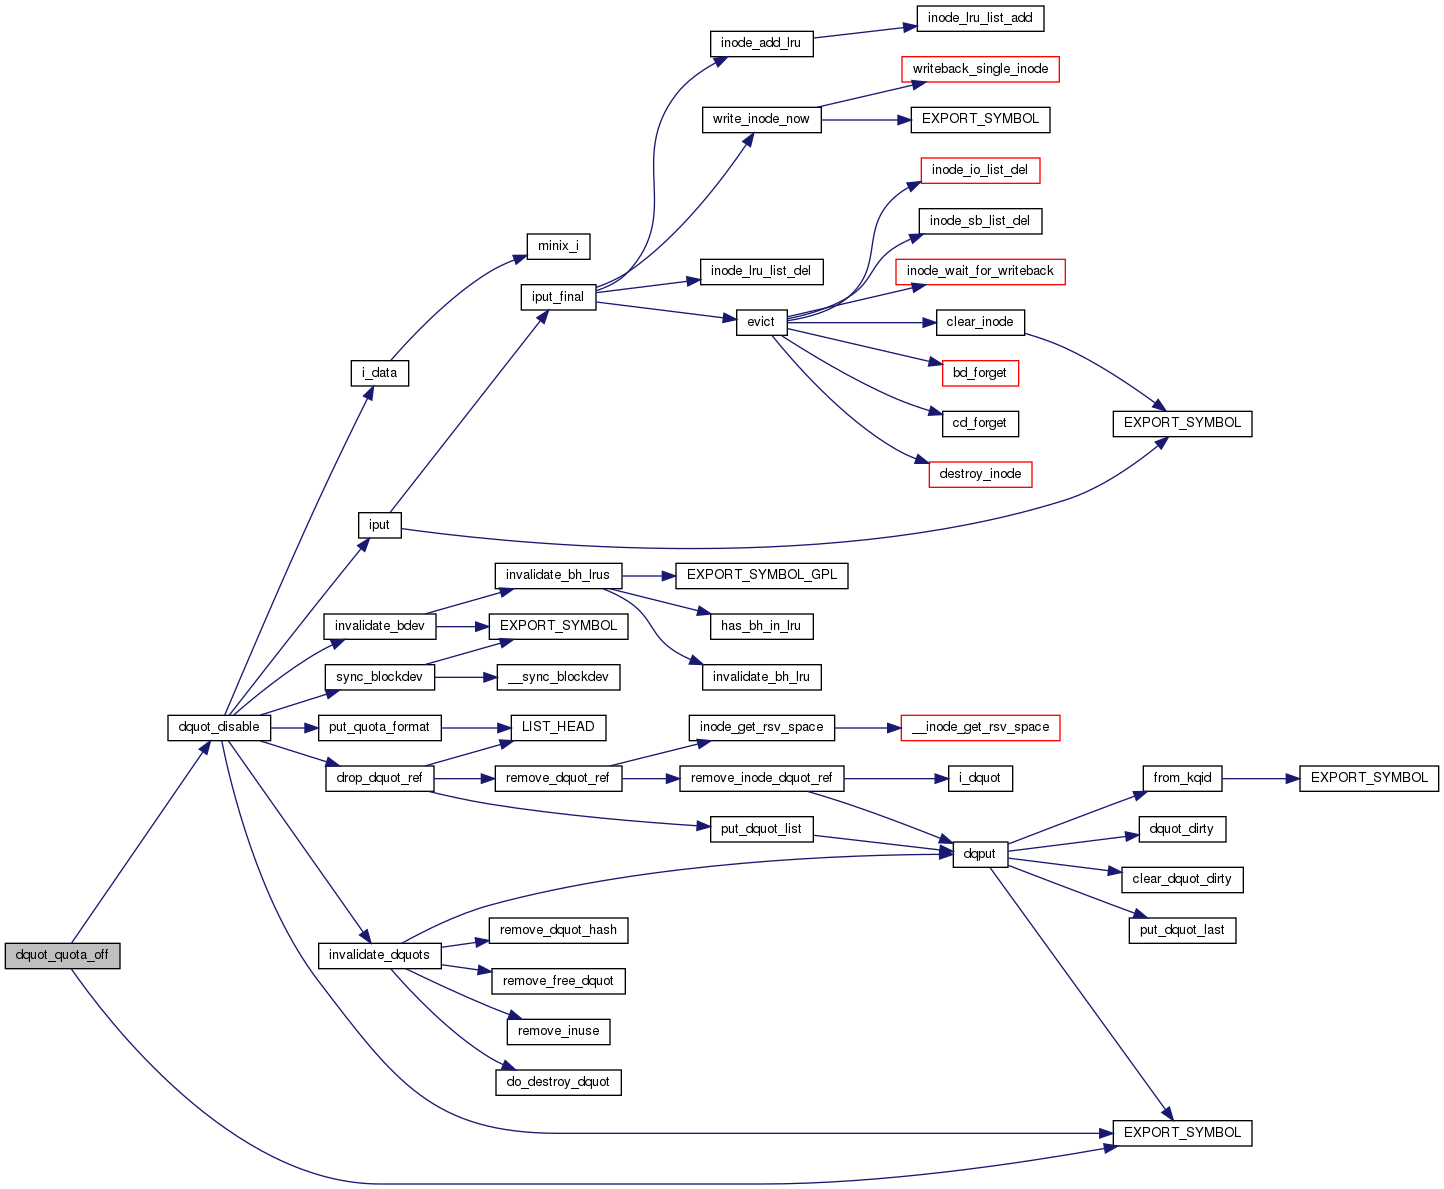 inode_lru_list_add
inode_add_lru
writeback_single_inode
write_inode_now
EXPORT_SYMBOL
inode_io_list_del
inode_sb_list_del
minix_i
inode_lru_list_del
inode_wait_for_writeback
iput_final
evict
clear_inode
i_data
bd_forget
cd_forget
EXPORT_SYMBOL
destroy_inode
iput
invalidate_bh_lrus
EXPORT_SYMBOL_GPL
invalidate_bdev
EXPORT_SYMBOL
has_bh_in_lru
sync_blockdev
__sync_blockdev
invalidate_bh_lru
dquot_disable
put_quota_format
LIST_HEAD
inode_get_rsv_space
__inode_get_rsv_space
drop_dquot_ref
remove_dquot_ref
remove_inode_dquot_ref
i_dquot
from_kqid
EXPORT_SYMBOL
put_dquot_list
dquot_dirty
dqput
clear_dquot_dirty
remove_dquot_hash
put_dquot_last
dquot_quota_off
invalidate_dquots
remove_free_dquot
remove_inuse
do_destroy_dquot
EXPORT_SYMBOL